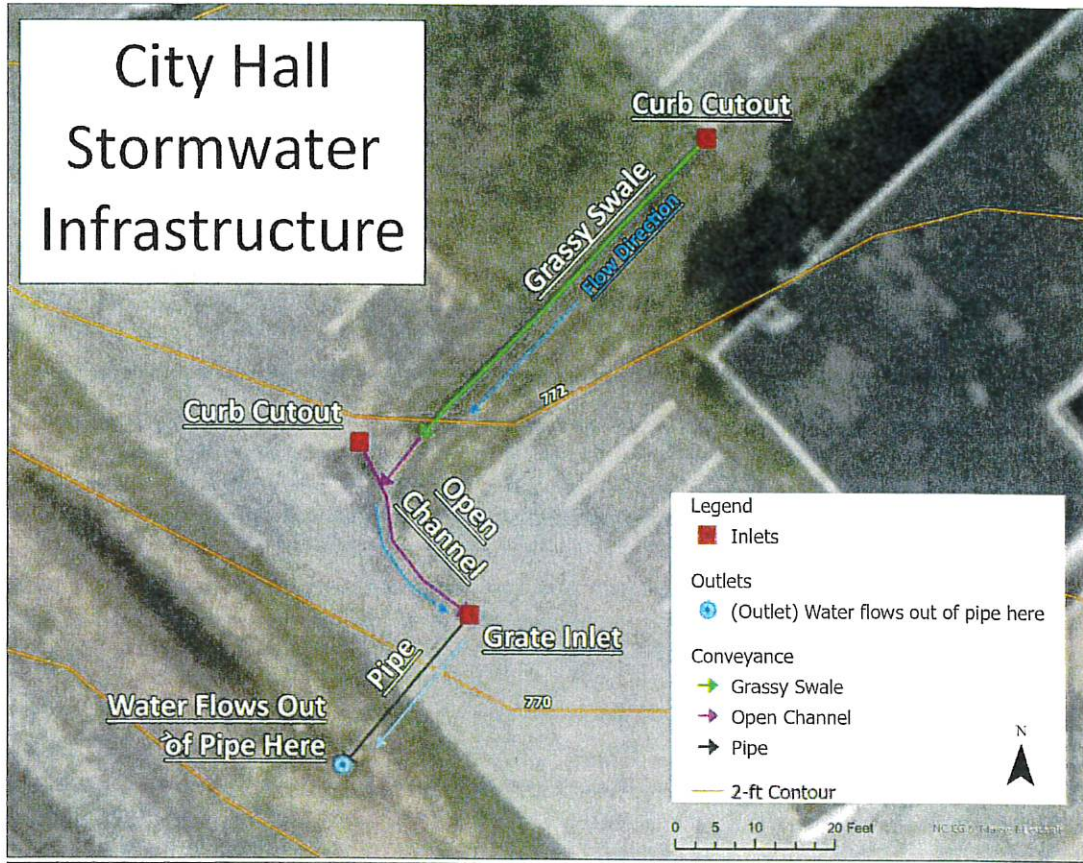 City Hall
Stormwater
Infrastructure
Curb Cutout
Grassy Swale
Flow Direction
772
Curb Cutout
Open
Channel
Grate Inlet
Pipe
770
Water Flows Out
of Pipe Here
Legend
Inlets
Outlets
(Outlet) Water flows out of pipe here
Conveyance
Grassy Swale
Open Channel
Pipe
2-ft Contour
N
0 5 10 20 Feet